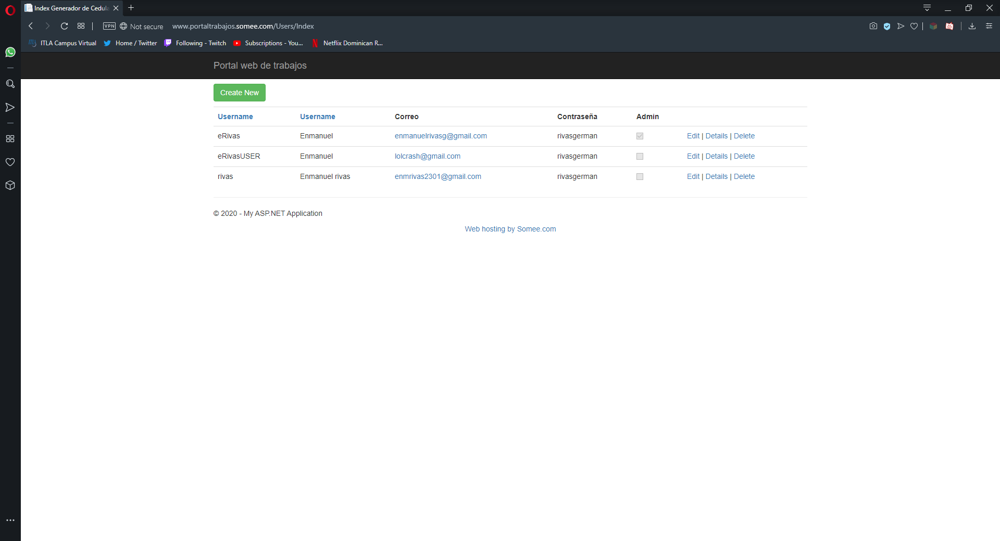 Index Generador de Cedula
VPN Not secure www.portaltrabajos.somee.com/Users/Index
ITLA Campus Virtual Home / Twitter Following - Twitch Subscriptions - You... Netflix Dominican R...
Portal web de trabajos
Create New
Username Username Correo Contraseña Admin
eRivas Enmanuel enmanuelrivasg@gmail.com rivasgerman Edit | Details | Delete
eRivasUSER Enmanuel lolcrash@gmail.com rivasgerman Edit | Details | Delete
rivas Enmanuel rivas enmrivas2301@gmail.com rivasgerman Edit | Details | Delete
© 2020 - My ASP.NET Application
Web hosting by Somee.com